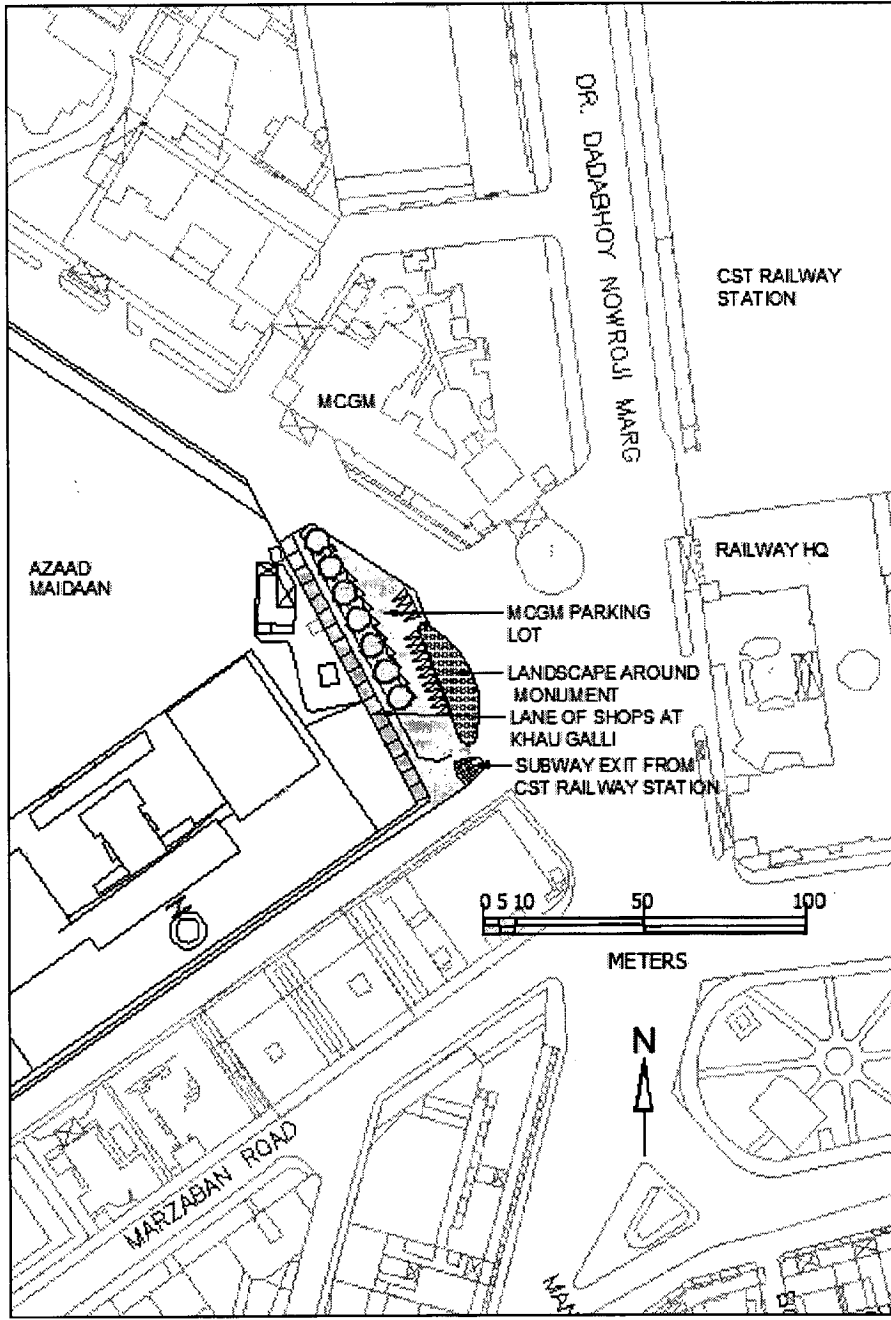 DR. DADABHOY NOWROJI MARG
CST RAILWAY
STATION
MCGM
RAILWAY HQ
AZAAD
MAIDAAN
MCGM PARKING
LOT
LANDSCAPE AROUND
MONUMENT
LANE OF SHOPS AT
KHAU GALLI
SUBWAY EXIT FROM
CST RAILWAY STATION
0 5 10 50 100
METERS
N
MARZABAN ROAD